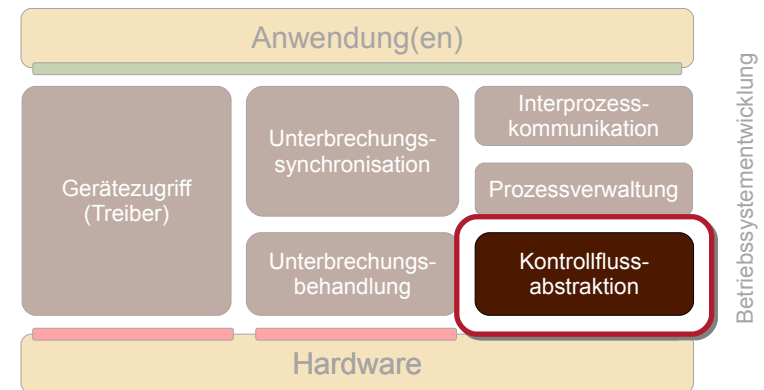 Anwendung(en)
Gerätezugriff
(Treiber)
Unterbrechungs-
synchronisation
Unterbrechungs-
behandlung
Interprozess-
kommunikation
Prozessverwaltung
Kontrollfluss-
abstraktion
Hardware
Betriebssystementwicklung